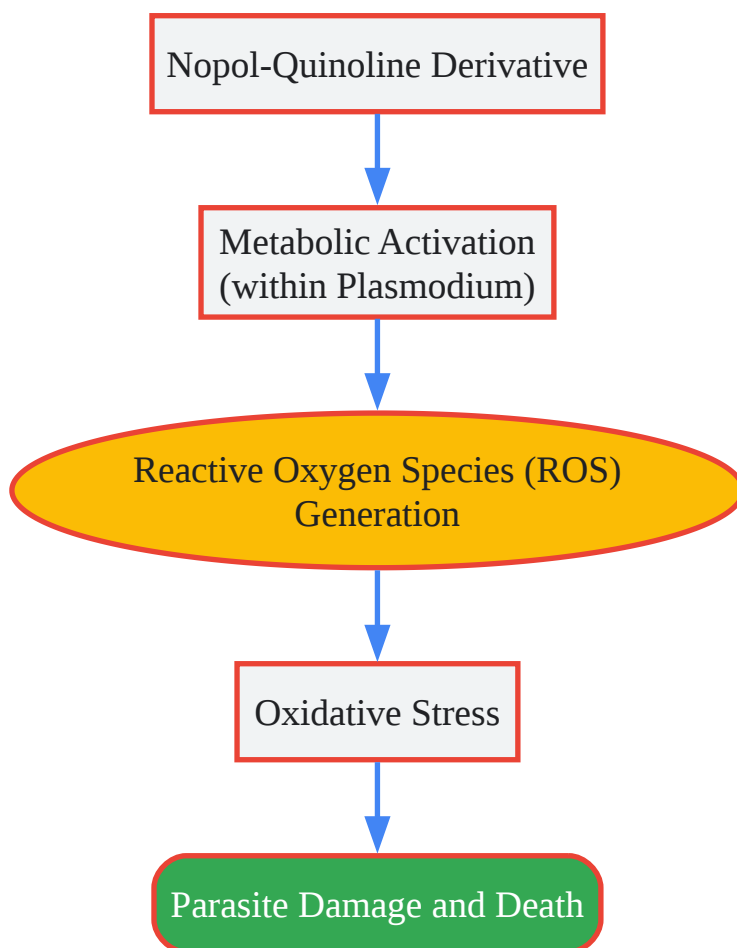 Nopol-Quinoline Derivative
Metabolic Activation
(within Plasmodium)
Reactive Oxygen Species (ROS)
Generation
Oxidative Stress
Parasite Damage and Death